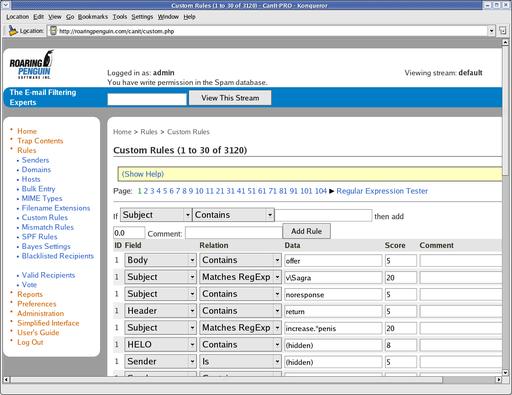 Custom Rules (1 to 30 of 3120) - CanIt-PRO - Konqueror
Location Edit View Go Bookmarks Tools Settings Window Help
Location: http://roaringpenguin.com/canit/custom.php
ROARING
PENGUIN
SOFTWARE INC.
Logged in as: admin
Viewing stream: default
You have write permission in the Spam database.
The E-mail Filtering
Experts
View This Stream
Home
Trap Contents
Rules
Senders
Domains
Hosts
Bulk Entry
MIME Types
Filename Extensions
Custom Rules
Mismatch Rules
SPF Rules
Bayes Settings
Blacklisted Recipients
Valid Recipients
Vote
Reports
Preferences
Administration
Simplified Interface
User's Guide
Log Out
Home > Rules > Custom Rules
Custom Rules (1 to 30 of 3120)
(Show Help)
Page: 1 2 3 4 5 6 7 8 9 10 11 21 31 41 51 61 71 81 91 101 104 ▶ Regular Expression Tester
If Subject Contains then add
0.0 Comment: Add Rule
ID Field Relation Data Score Comment
1 Body Contains offer 5
1 Subject Matches RegExp v\Sagra 20
1 Subject Contains noresponse 5
1 Header Contains return 5
1 Subject Matches RegExp increase.*penis 20
1 HELO Contains (hidden) 8
1 Sender Is (hidden) 5